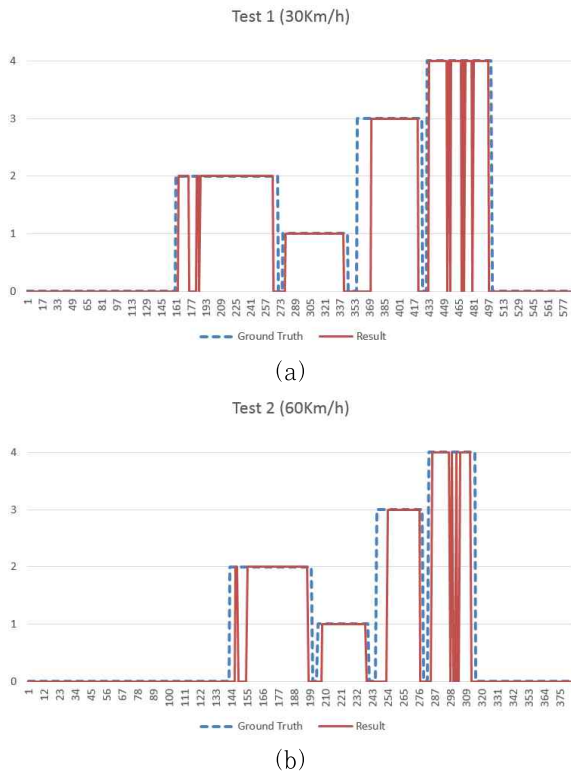 Test 1 (30Km/h)
4
3
2
1
0
1 17 33 49 65 81 97 113 129 145 161 177 193 209 225 241 257 273 289 305 321 337 353 369 385 401 417 433 449 465 481 497 513 529 545 561 577
Ground Truth Result
(a)
Test 2 (60Km/h)
4
3
2
1
0
1 12 23 34 45 56 67 78 89 100 111 122 133 144 155 166 177 188 199 210 221 232 243 254 265 276 287 298 309 320 331 342 353 364 375
Ground Truth Result
(b)